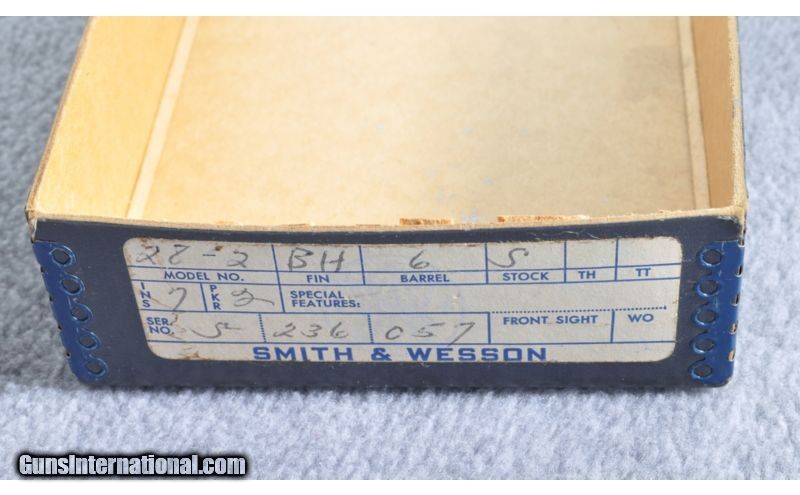 28-2 BH 6 S
MODEL NO. FIN BARREL STOCK TH TT
INS 7 PKR 2 SPECIAL FEATURES:
SER. NO. S 236 057 FRONT SIGHT WO
SMITH & WESSON
GunsInternational.com